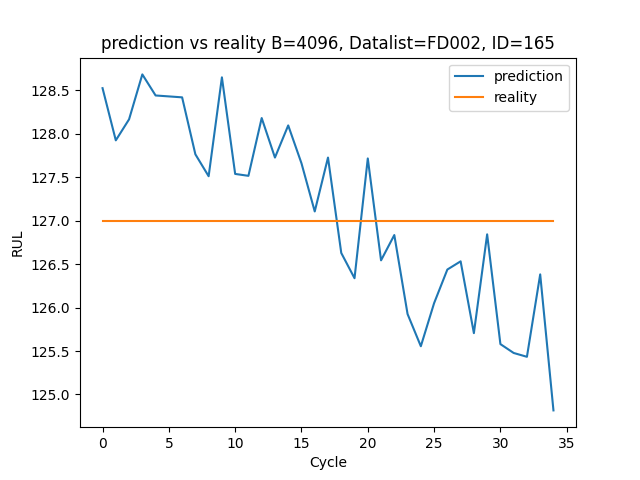 prediction vs reality B=4096, Datalist=FD002, ID=165
prediction
reality
128.5
128.0
127.5
127.0
126.5
126.0
125.5
125.0
RUL
0 5 10 15 20 25 30 35
Cycle